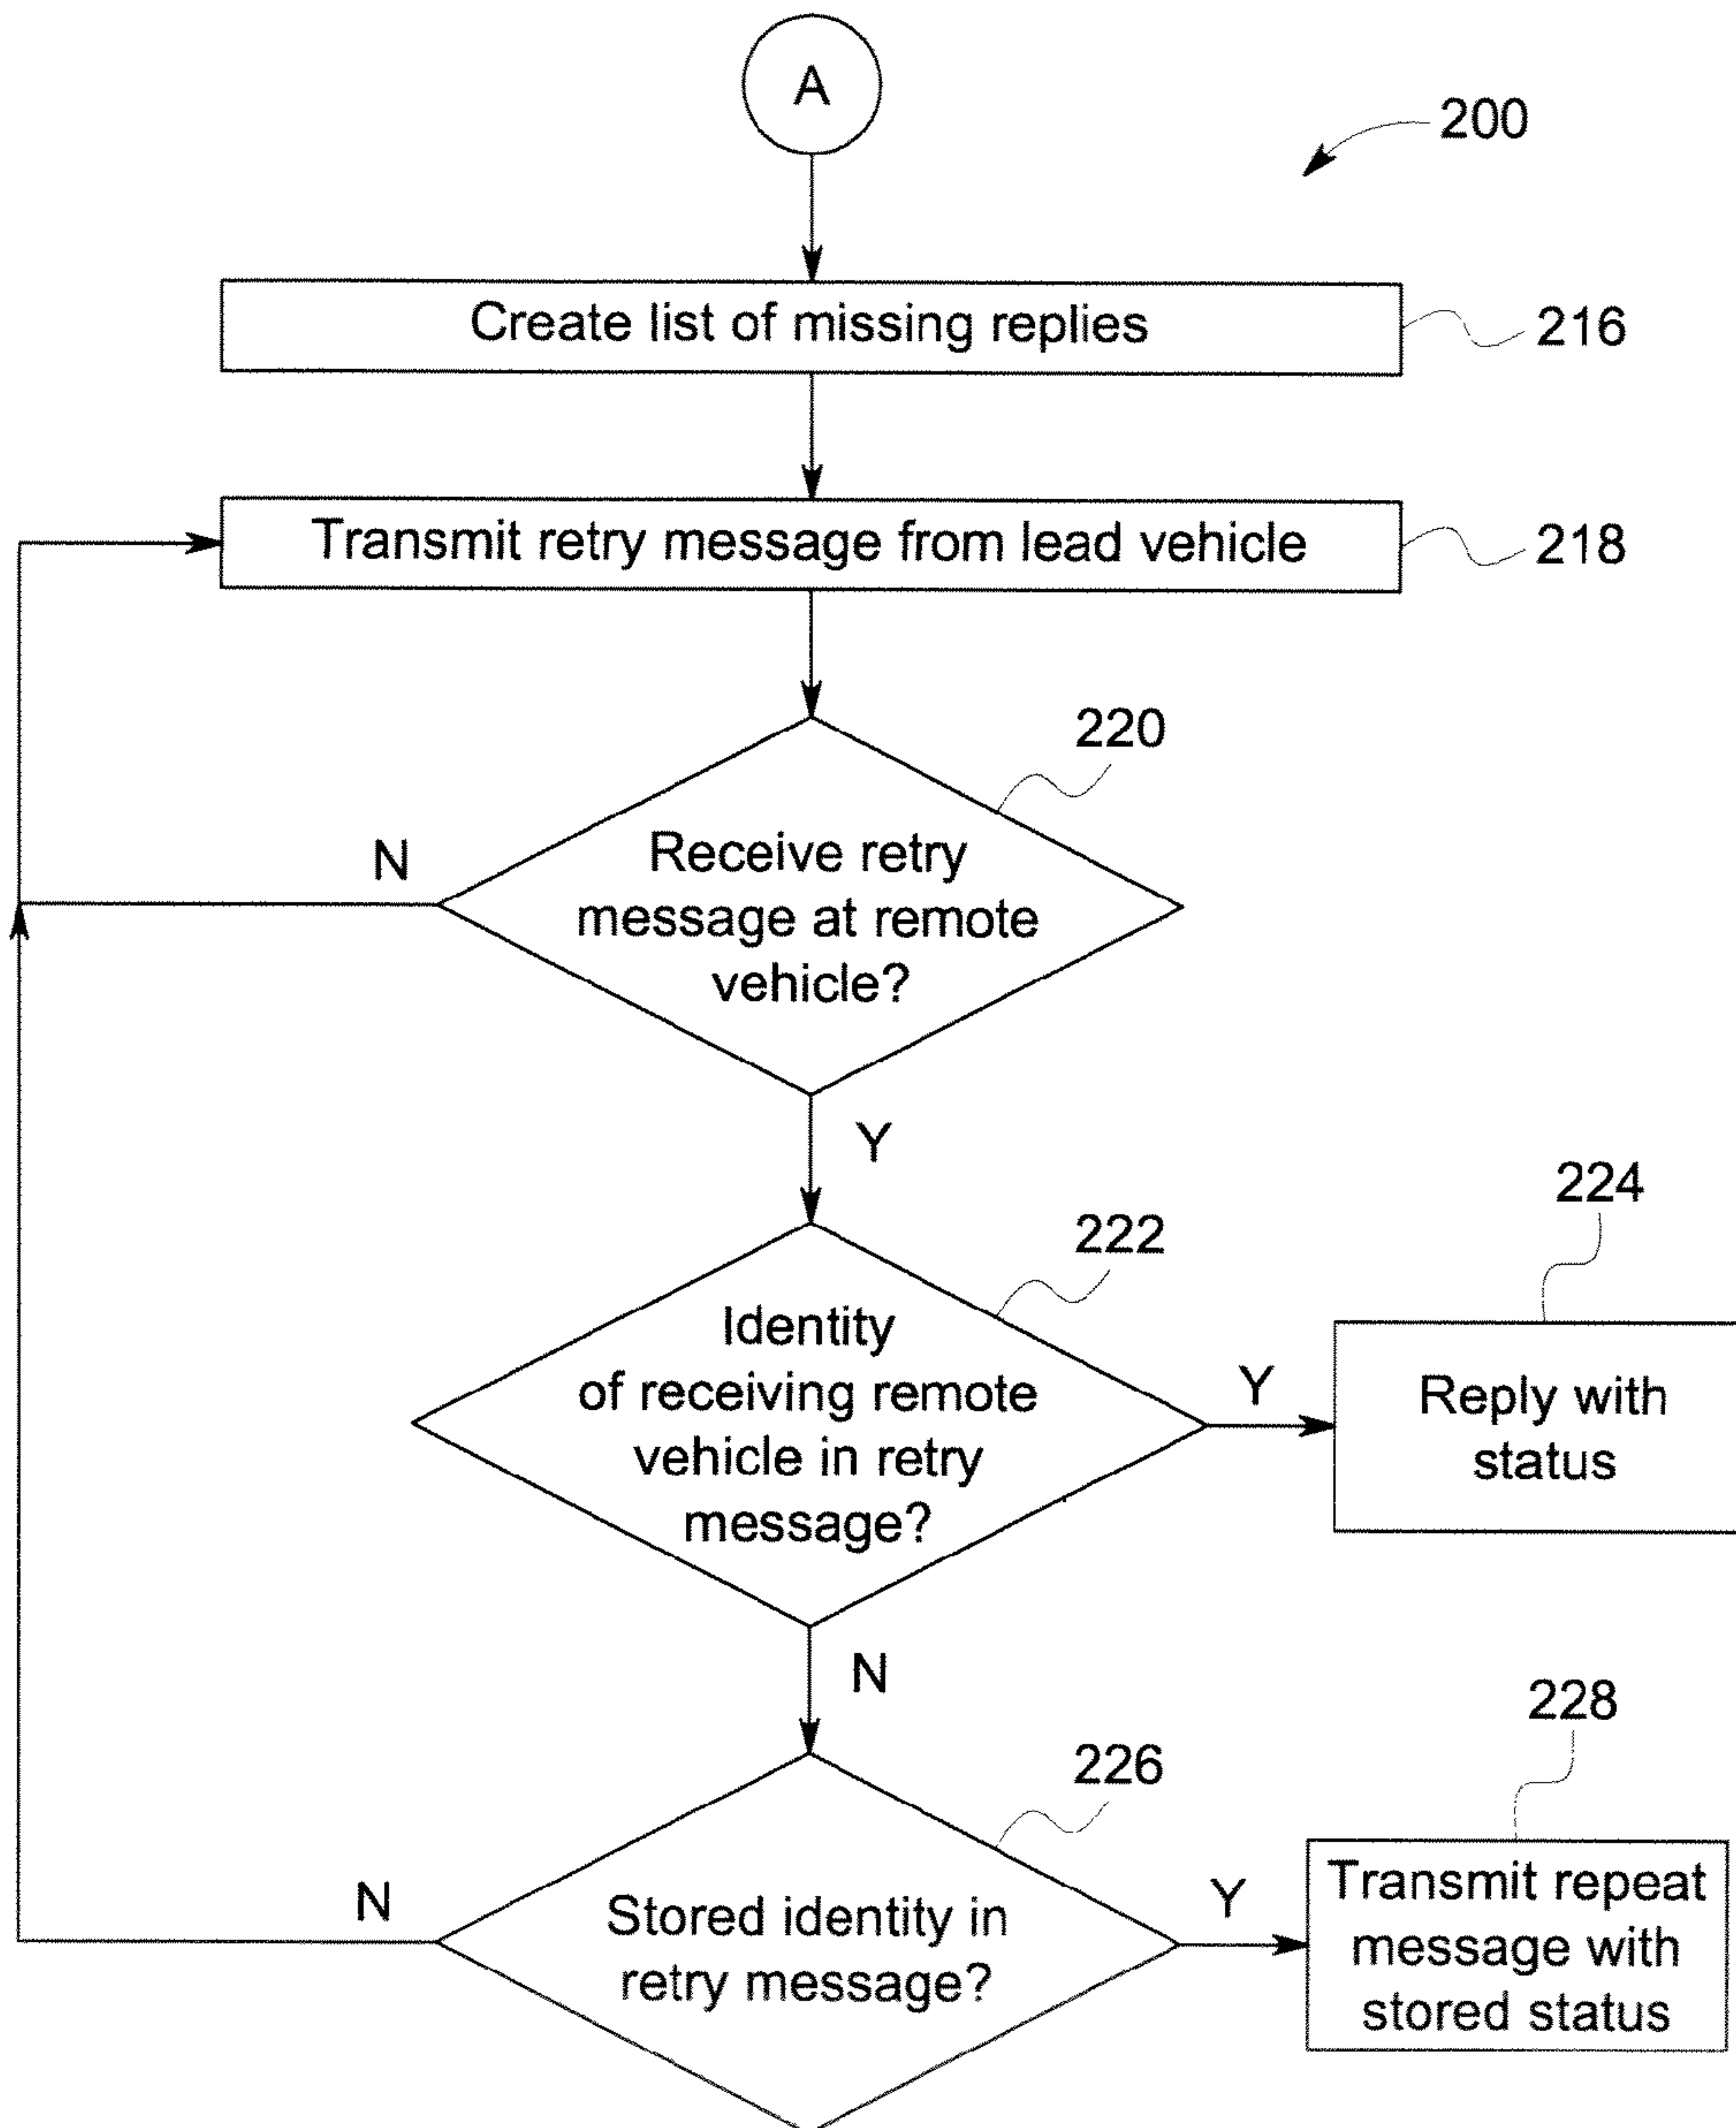 A
200
Create list of missing replies
216
Transmit retry message from lead vehicle
218
220
Receive retry
message at remote
vehicle?
N
Y
222
224
Identity
of receiving remote
vehicle in retry
message?
Y
Reply with
status
N
226
228
Stored identity in
retry message?
N
Y
Transmit repeat
message with
stored status